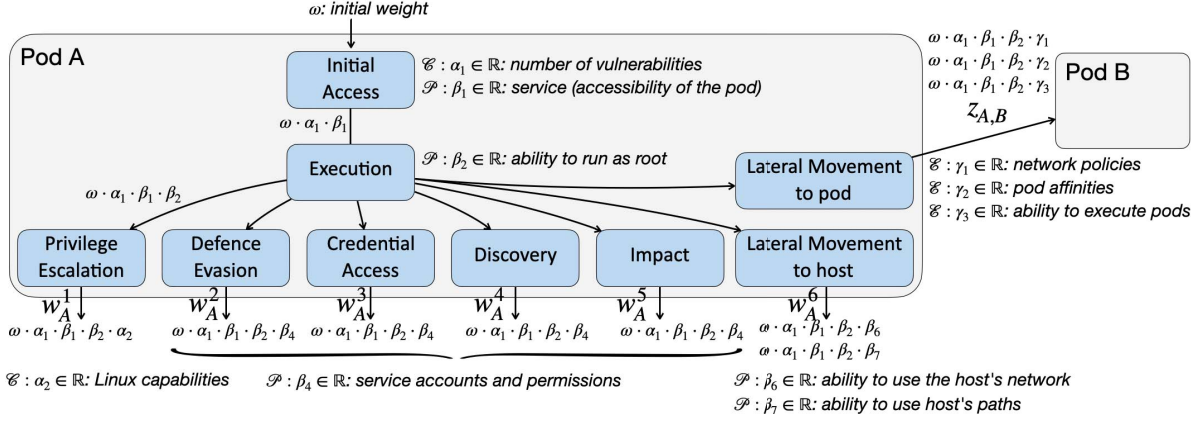 ω: initial weight
Pod A
Initial
Access
𝒞 : α₁ ∈ ℝ: number of vulnerabilities
𝒫 : β₁ ∈ ℝ: service (accessibility of the pod)
ω · α₁ · β₁
Execution
𝒫 : β₂ ∈ ℝ: ability to run as root
ω · α₁ · β₁ · β₂
Lateral Movement
to pod
ω · α₁ · β₁ · β₂ · γ₁
ω · α₁ · β₁ · β₂ · γ₂
ω · α₁ · β₁ · β₂ · γ₃
z_{A,B}
Pod B
ℰ : γ₁ ∈ ℝ: network policies
ℰ : γ₂ ∈ ℝ: pod affinities
ℰ : γ₃ ∈ ℝ: ability to execute pods
Privilege
Escalation
Defence
Evasion
Credential
Access
Discovery
Impact
Lateral Movement
to host
w_A^1
w_A^2
w_A^3
w_A^4
w_A^5
w_A^6
ω · α₁ · β₁ · β₂ · α₂
ω · α₁ · β₁ · β₂ · β₄
ω · α₁ · β₁ · β₂ · β₄
ω · α₁ · β₁ · β₂ · β₄
ω · α₁ · β₁ · β₂ · β₄
ω · α₁ · β₁ · β₂ · β₆
ω · α₁ · β₁ · β₂ · β₇
𝒞 : α₂ ∈ ℝ: Linux capabilities
𝒫 : β₄ ∈ ℝ: service accounts and permissions
𝒫 : β₆ ∈ ℝ: ability to use the host's network
𝒫 : β₇ ∈ ℝ: ability to use host's paths